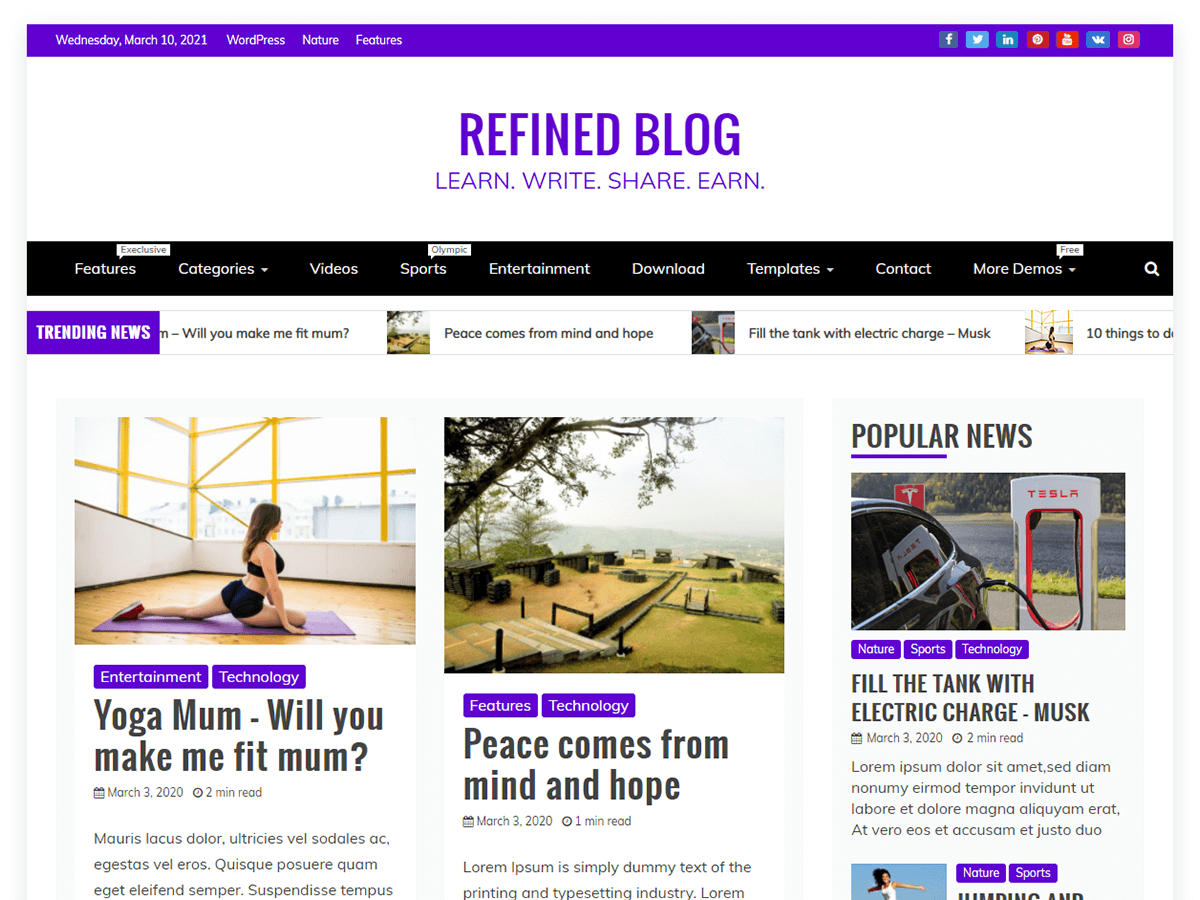 Wednesday, March 10, 2021 WordPress Nature Features
REFINED BLOG
LEARN. WRITE. SHARE. EARN.
Execlusive Olympic Free
Features Categories Videos Sports Entertainment Download Templates Contact More Demos
TRENDING NEWS – Will you make me fit mum? Peace comes from mind and hope Fill the tank with electric charge – Musk 10 things to
Entertainment Technology
Yoga Mum - Will you
make me fit mum?
March 3, 2020 2 min read
Mauris lacus dolor, ultricies vel sodales ac,
egestas vel eros. Quisque posuere quam
eget eleifend semper. Suspendisse tempus
Features Technology
Peace comes from
mind and hope
March 3, 2020 1 min read
Lorem Ipsum is simply dummy text of the
printing and typesetting industry. Lorem
POPULAR NEWS
TESLA
Nature Sports Technology
FILL THE TANK WITH
ELECTRIC CHARGE - MUSK
March 3, 2020 2 min read
Lorem ipsum dolor sit amet,sed diam
nonumy eirmod tempor invidunt ut
labore et dolore magna aliquyam erat,
At vero eos et accusam et justo duo
Nature Sports
JUMPING AND